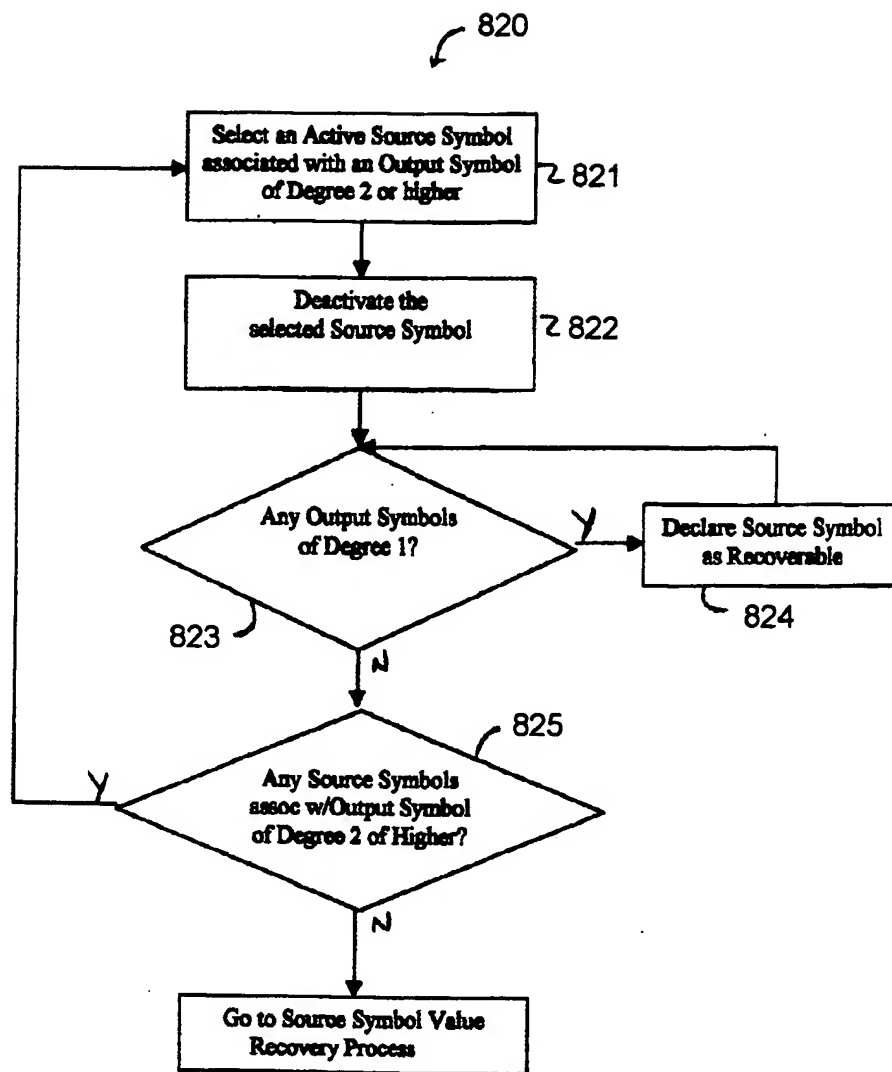 820
Select an Active Source Symbol
associated with an Output Symbol
of Degree 2 or higher
821
Deactivate the
selected Source Symbol
822
Any Output Symbols
of Degree 1?
Y
Declare Source Symbol
as Recoverable
823
824
N
825
Any Source Symbols
assoc w/Output Symbol
of Degree 2 of Higher?
Y
N
Go to Source Symbol Value
Recovery Process